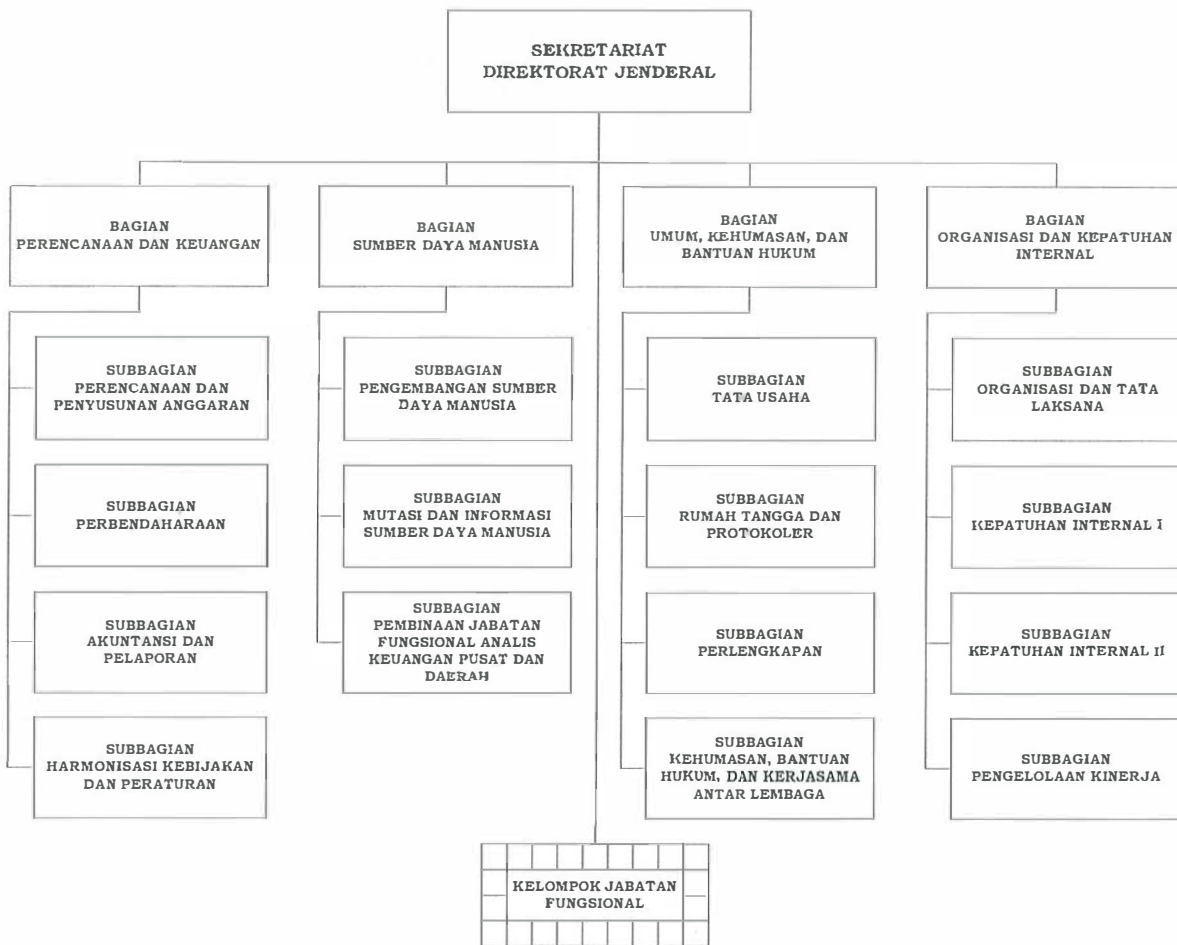 SEKRETARIAT
DIREKTORAT JENDERAL
BAGIAN
PERENCANAAN DAN KEUANGAN
BAGIAN
SUMBER DAYA MANUSIA
BAGIAN
UMUM, KEHUMASAN, DAN
BANTUAN HUKUM
BAGIAN
ORGANISASI DAN KEPATUHAN
INTERNAL
SUBBAGIAN
PERENCANAAN DAN
PENYUSUNAN ANGGARAN
SUBBAGIAN
PENGEMBANGAN SUMBER
DAYA MANUSIA
SUBBAGIAN
TATA USAHA
SUBBAGIAN
ORGANISASI DAN TATA
LAKSANA
SUBBAGIAN
PERBENDAHARAAN
SUBBAGIAN
MUTASI DAN INFORMASI
SUMBER DAYA MANUSIA
SUBBAGIAN
RUMAH TANGGA DAN
PROTOKOLER
SUBBAGIAN
KEPATUHAN INTERNAL I
SUBBAGIAN
AKUNTANSI DAN
PELAPORAN
SUBBAGIAN
PEMBINAAN JABATAN
FUNGSIONAL ANALIS
KEUANGAN PUSAT DAN
DAERAH
SUBBAGIAN
PERLENGKAPAN
SUBBAGIAN
KEPATUHAN INTERNAL II
SUBBAGIAN
HARMONISASI KEBIJAKAN
DAN PERATURAN
SUBBAGIAN
KEHUMASAN, BANTUAN
HUKUM, DAN KERJASAMA
ANTAR LEMBAGA
SUBBAGIAN
PENGELOLAAN KINERJA
KELOMPOK JABATAN
FUNGSIONAL